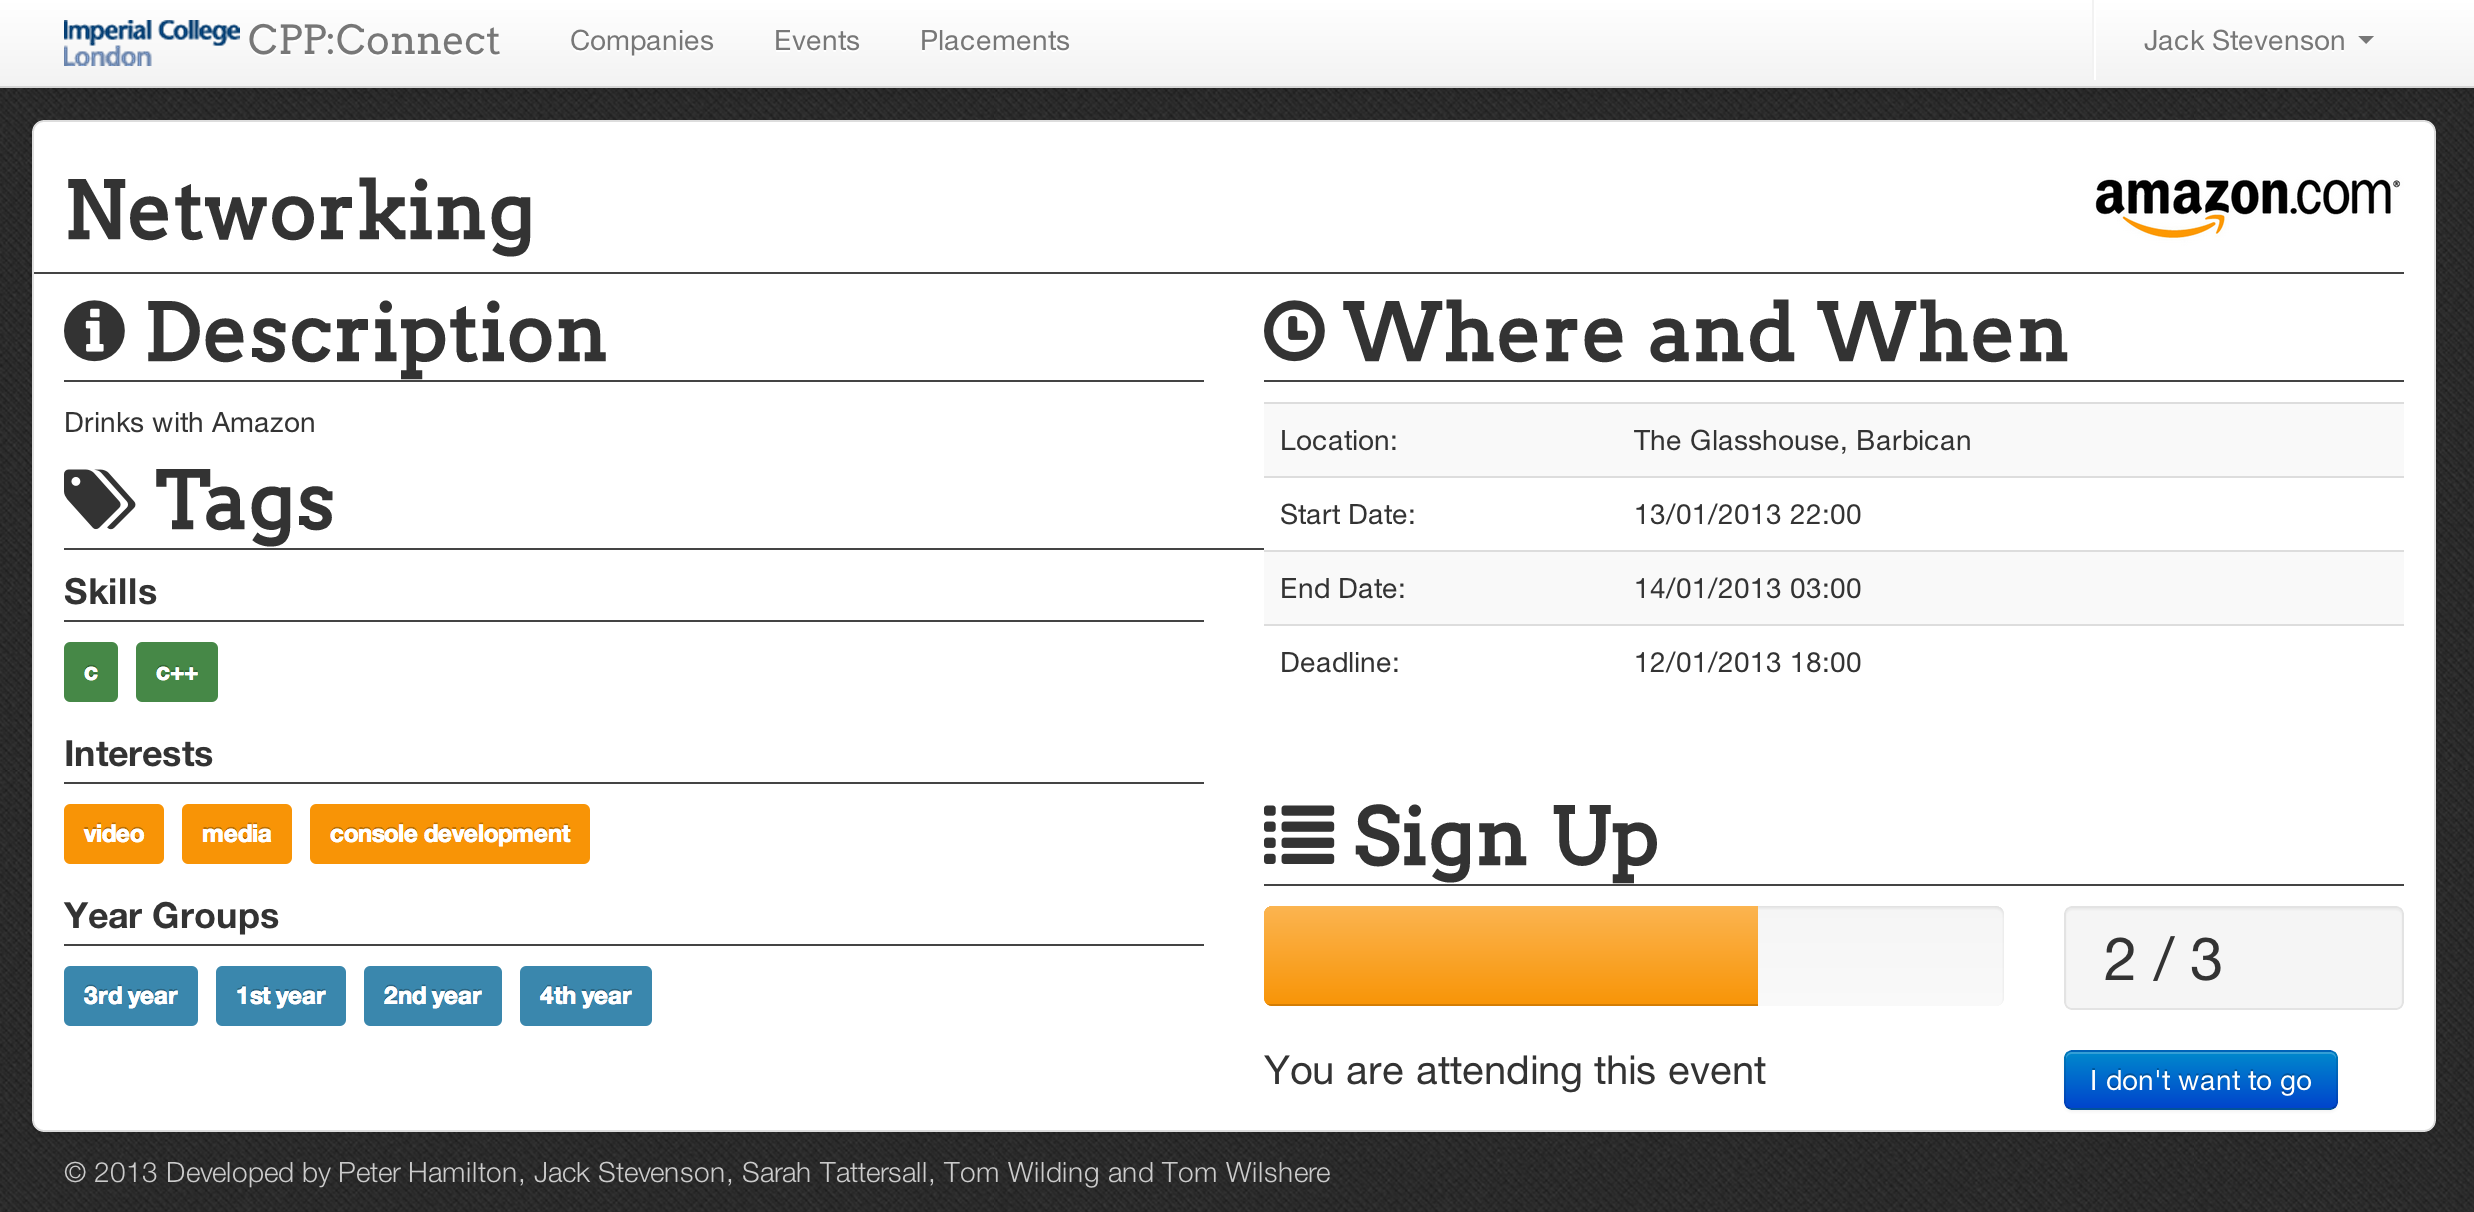 Imperial College
London
CPP:Connect
Companies
Events
Placements
Jack Stevenson
Networking
amazon.com®
Description
Drinks with Amazon
Tags
Skills
c
c++
Interests
video
media
console development
Year Groups
3rd year
1st year
2nd year
4th year
Where and When
Location: The Glasshouse, Barbican
Start Date: 13/01/2013 22:00
End Date: 14/01/2013 03:00
Deadline: 12/01/2013 18:00
Sign Up
2 / 3
You are attending this event
I don't want to go
© 2013 Developed by Peter Hamilton, Jack Stevenson, Sarah Tattersall, Tom Wilding and Tom Wilshere